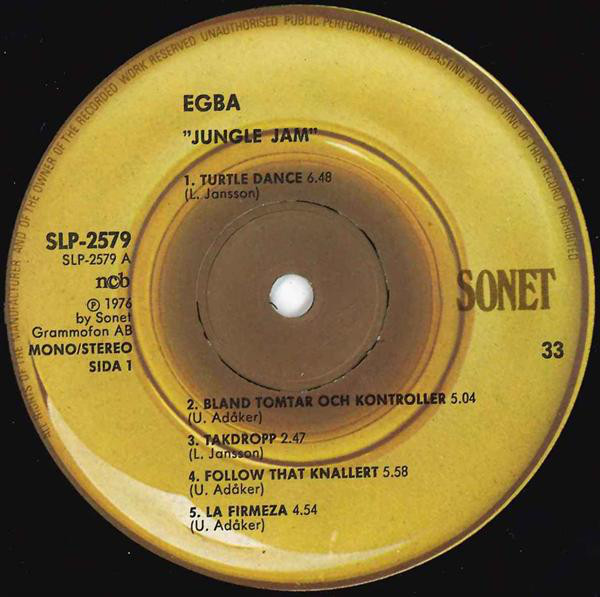 ALL RIGHTS OF THE MANUFACTURER AND OF THE OWNER OF THE RECORDED WORK RESERVED UNAUTHORISED PUBLIC PERFORMANCE BROADCASTING AND COPYING OF THIS RECORD PROHIBITED
EGBA
"JUNGLE JAM"
1. TURTLE DANCE 6.48
(L. Jansson)
SLP-2579
SLP-2579 A
ncb
Ⓟ 1976
by Sonet
Grammofon AB
MONO/STEREO
SIDA 1
SONET
33
2. BLAND TOMTAR OCH KONTROLLER 5.04
(U. Adåker)
3. TAKDROPP 2.47
(L. Jansson)
4. FOLLOW THAT KNALLERT 5.58
(U. Adåker)
5. LA FIRMEZA 4.54
(U. Adåker)